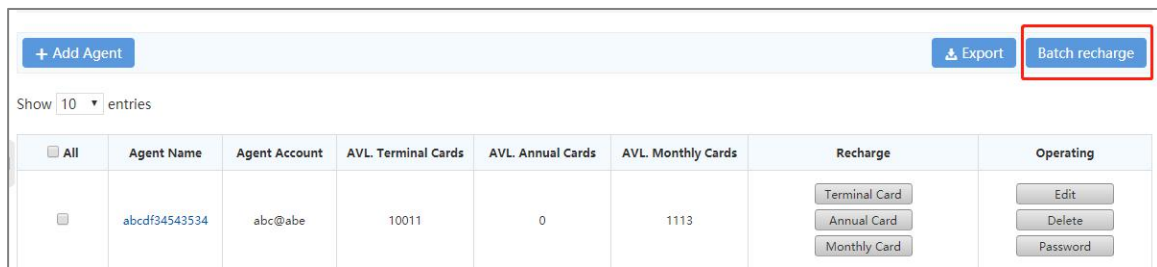 + Add Agent Export Batch recharge
Show 10 entries
All Agent Name Agent Account AVL. Terminal Cards AVL. Annual Cards AVL. Monthly Cards Recharge Operating
Terminal Card Edit
abcdf34543534 abc@abe 10011 0 1113 Annual Card Delete
Monthly Card Password